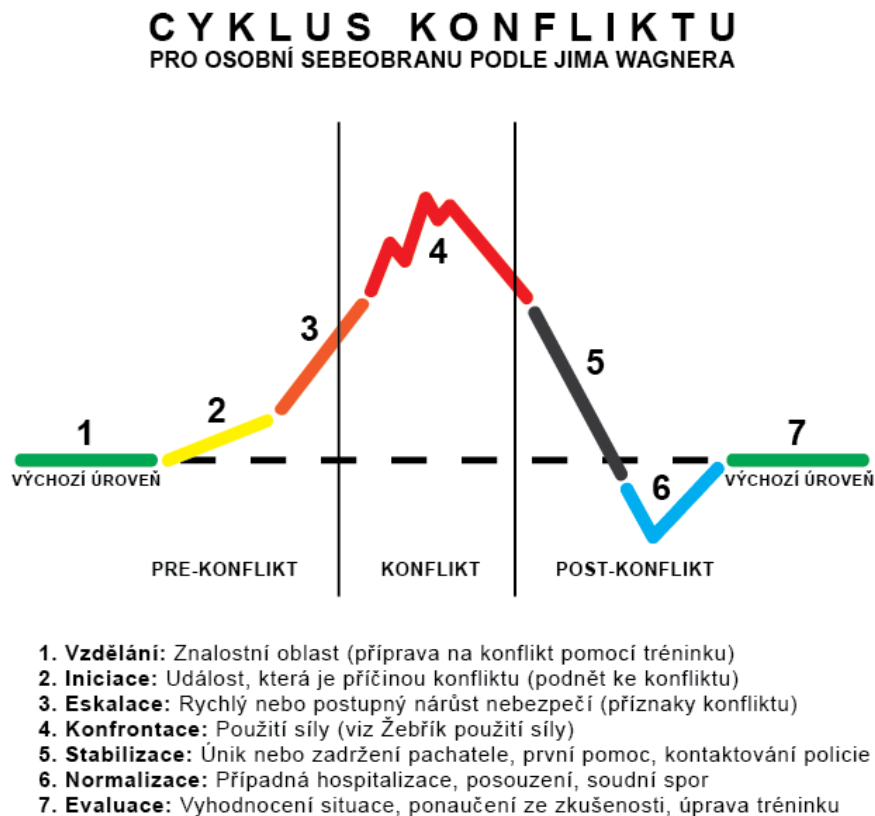 CYKLUS KONFLIKTU
PRO OSOBNÍ SEBEOBRANU PODLE JIMA WAGNERA
4
3
5
2
1
7
6
VÝCHOZÍ ÚROVEŇ
VÝCHOZÍ ÚROVEŇ
PRE-KONFLIKT
KONFLIKT
POST-KONFLIKT
1. Vzdělání: Znalostní oblast (příprava na konflikt pomocí tréninku)
2. Iniciace: Událost, která je příčinou konfliktu (podnět ke konfliktu)
3. Eskalace: Rychlý nebo postupný nárůst nebezpečí (příznaky konfliktu)
4. Konfrontace: Použití síly (viz Žebřík použití síly)
5. Stabilizace: Únik nebo zadržení pachatele, první pomoc, kontaktování policie
6. Normalizace: Případná hospitalizace, posouzení, soudní spor
7. Evaluace: Vyhodnocení situace, ponaučení ze zkušenosti, úprava tréninku